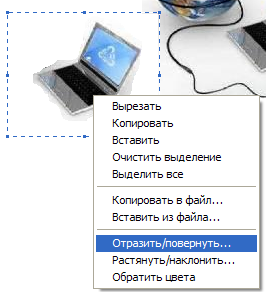 Вырезать
Копировать
Вставить
Очистить выделение
Выделить все
Копировать в файл...
Вставить из файла...
Отразить/повернуть...
Растянуть/наклонить...
Обратить цвета